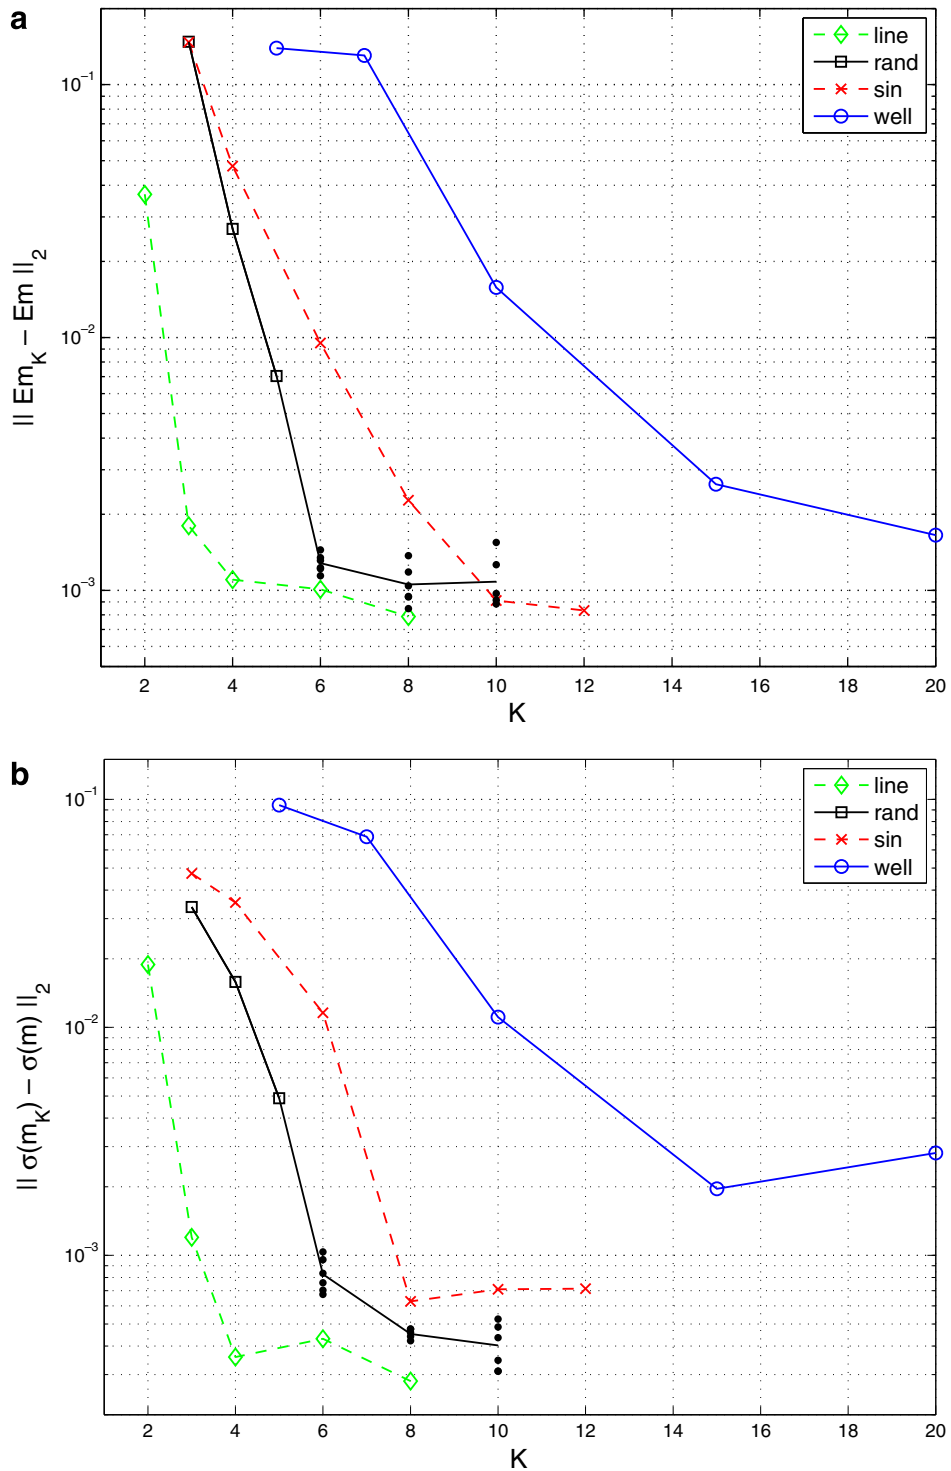 a
line
rand
sin
well
10⁻¹
10⁻²
10⁻³
|| Em_K − Em ||_2
2 4 6 8 10 12 14 16 18 20
K
b
line
rand
sin
well
10⁻¹
10⁻²
10⁻³
|| σ(m_K) − σ(m) ||_2
2 4 6 8 10 12 14 16 18 20
K